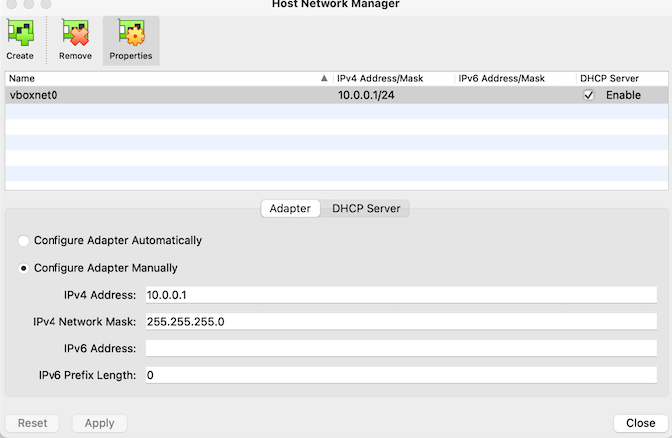 Host Network Manager
Create Remove Properties
Name IPv4 Address/Mask IPv6 Address/Mask DHCP Server
vboxnet0 10.0.0.1/24 Enable
Adapter DHCP Server
Configure Adapter Automatically
Configure Adapter Manually
IPv4 Address: 10.0.0.1
IPv4 Network Mask: 255.255.255.0
IPv6 Address:
IPv6 Prefix Length: 0
Reset Apply Close